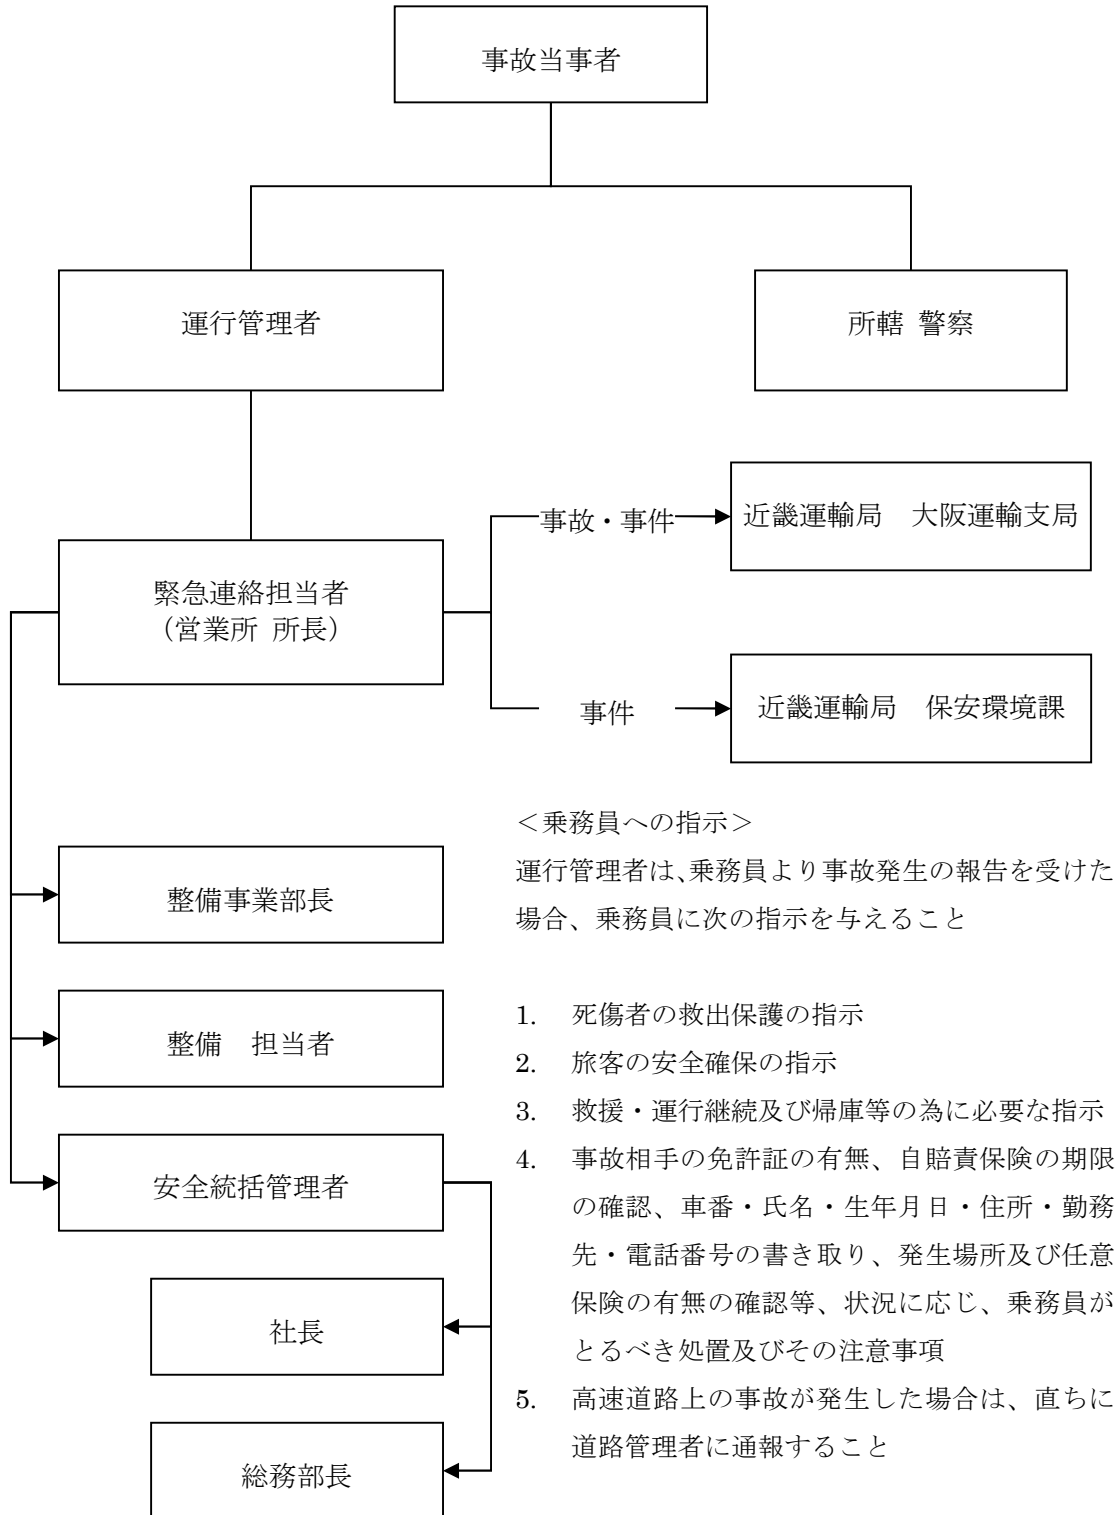 事故当事者
運行管理者
所轄 警察
緊急連絡担当者
（営業所 所長）
事故・事件
近畿運輸局　大阪運輸支局
事件
近畿運輸局　保安環境課
整備事業部長
整備　担当者
安全統括管理者
社長
総務部長
＜乗務員への指示＞
運行管理者は、乗務員より事故発生の報告を受けた
場合、乗務員に次の指示を与えること
1.　死傷者の救出保護の指示
2.　旅客の安全確保の指示
3.　救援・運行継続及び帰庫等の為に必要な指示
4.　事故相手の免許証の有無、自賠責保険の期限
の確認、車番・氏名・生年月日・住所・勤務
先・電話番号の書き取り、発生場所及び任意
保険の有無の確認等、状況に応じ、乗務員が
とるべき処置及びその注意事項
5.　高速道路上の事故が発生した場合は、直ちに
道路管理者に通報すること